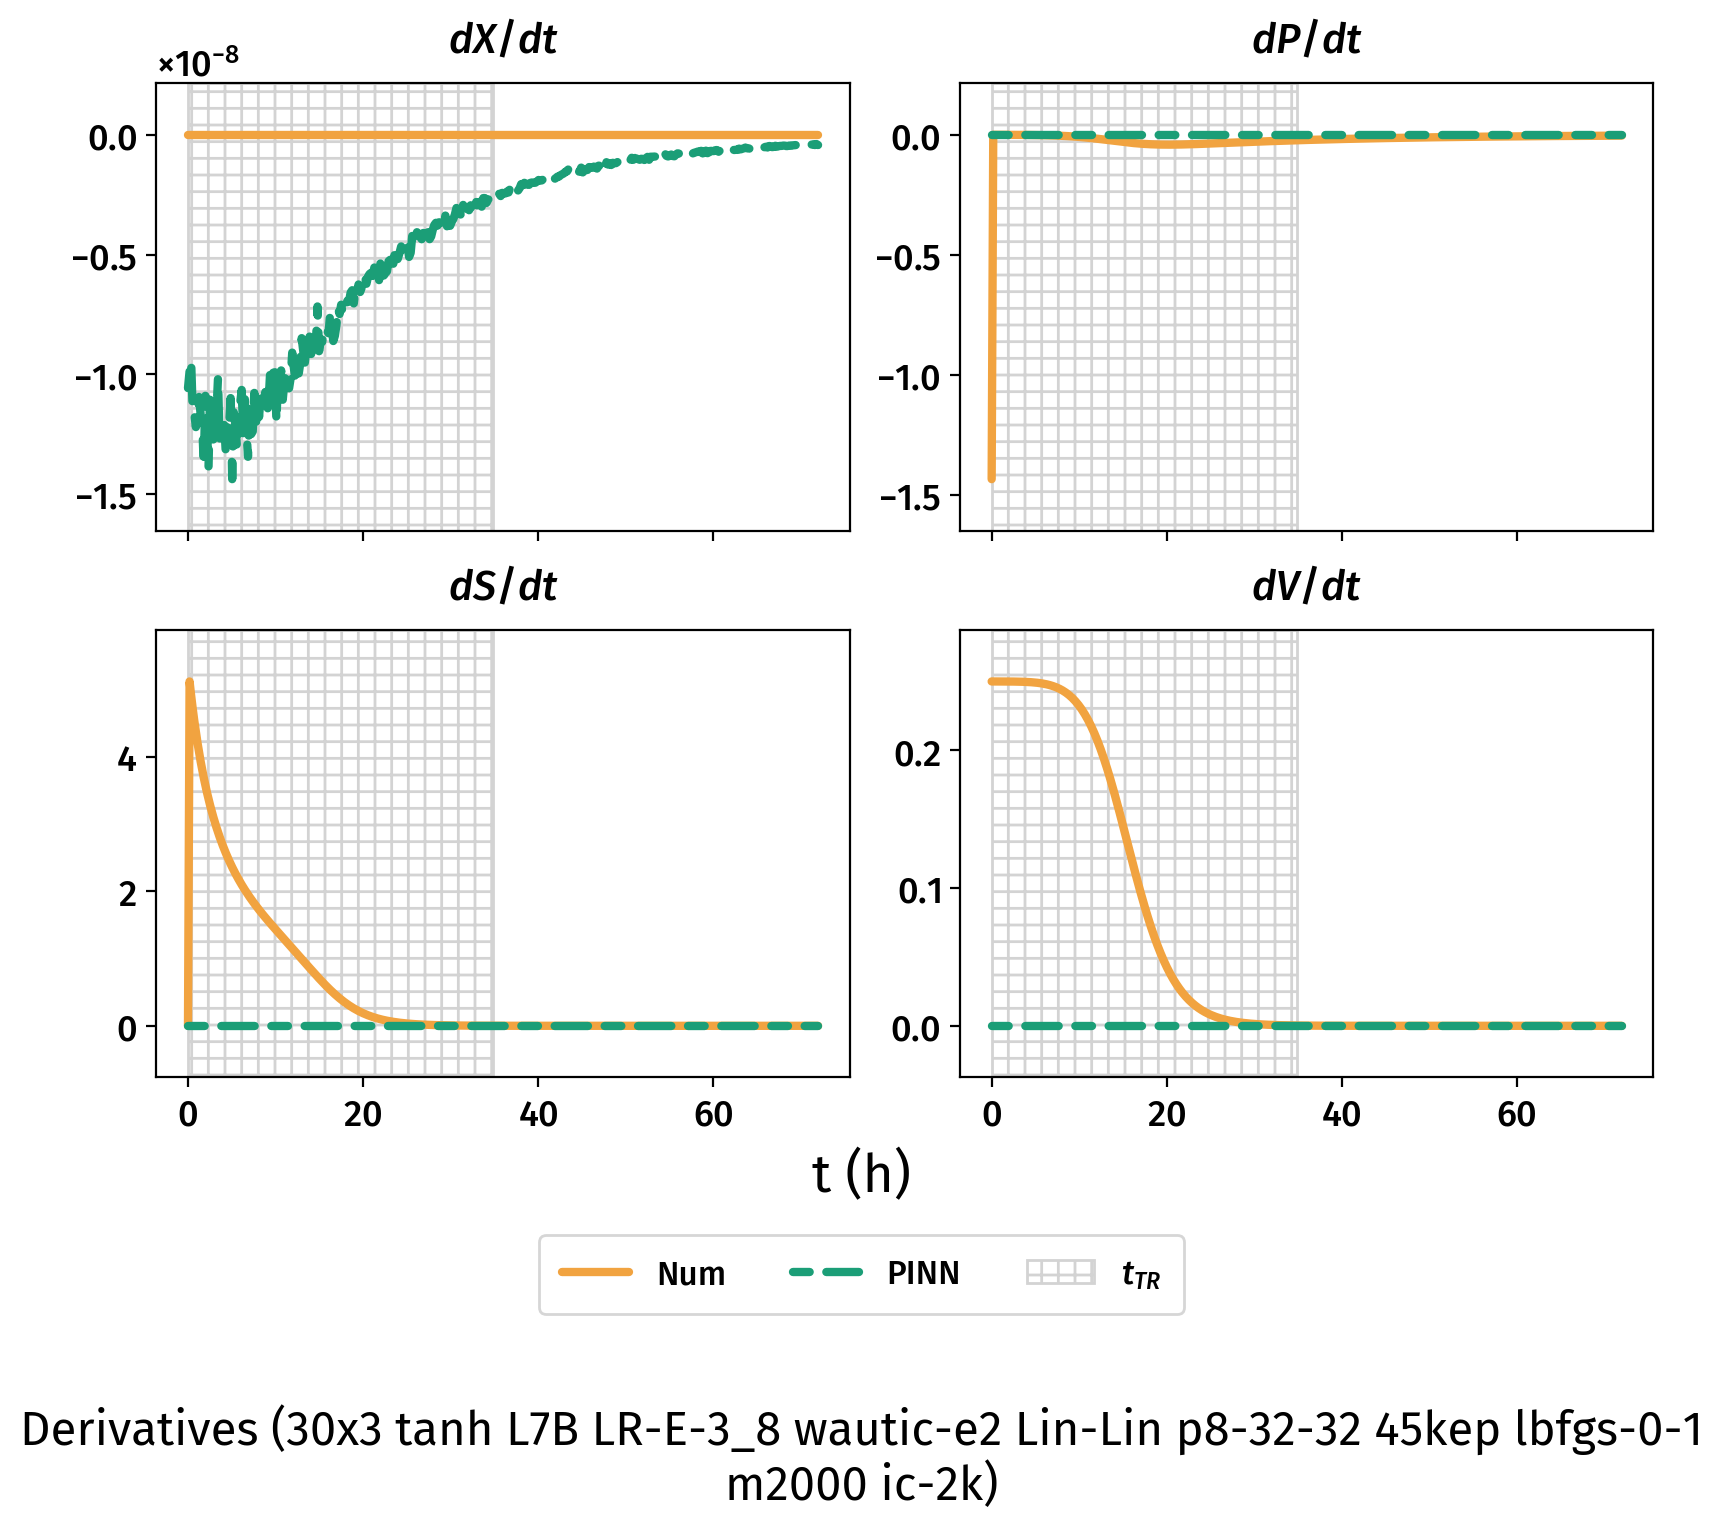 dX/dt
dP/dt
×10⁻⁸
0.0
−0.5
−1.0
−1.5
0.0
−0.5
−1.0
−1.5
dS/dt
dV/dt
4
2
0
0.2
0.1
0.0
0 20 40 60
0 20 40 60
t (h)
Num PINN t_TR
Derivatives (30x3 tanh L7B LR-E-3_8 wautic-e2 Lin-Lin p8-32-32 45kep lbfgs-0-1
m2000 ic-2k)